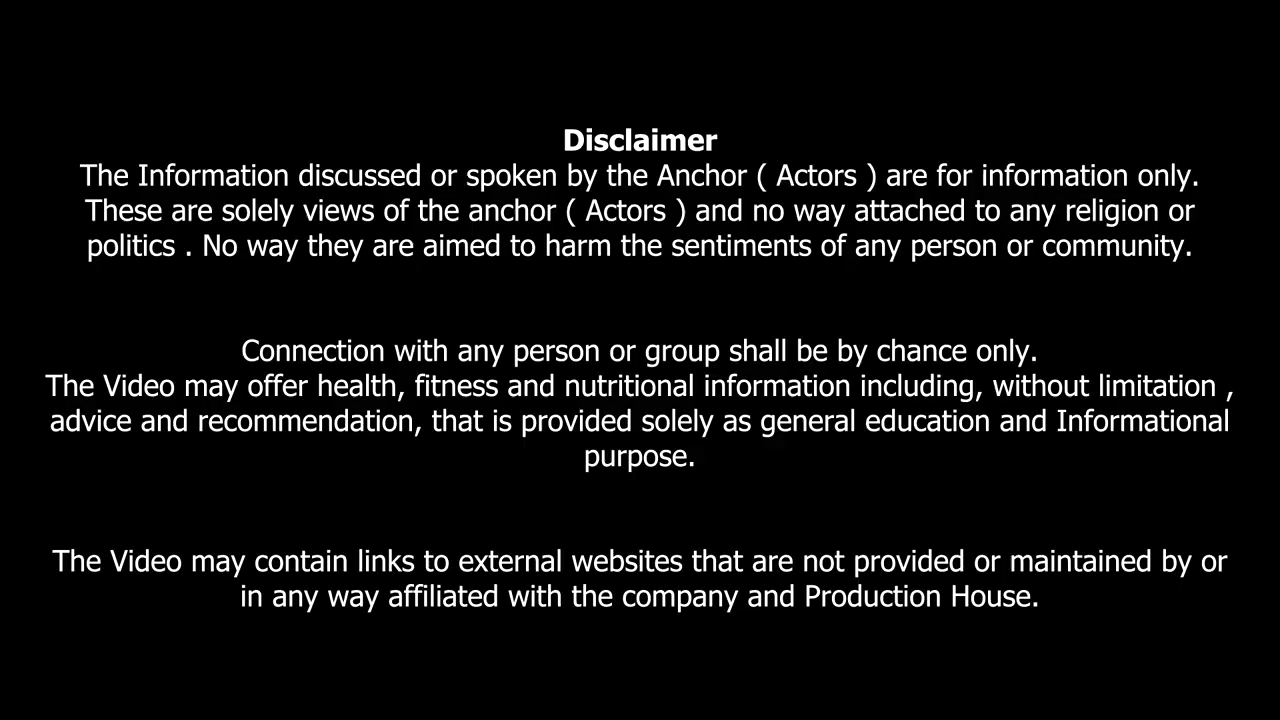 Disclaimer
The Information discussed or spoken by the Anchor ( Actors ) are for information only.
These are solely views of the anchor ( Actors ) and no way attached to any religion or
politics . No way they are aimed to harm the sentiments of any person or community.
Connection with any person or group shall be by chance only.
The Video may offer health, fitness and nutritional information including, without limitation ,
advice and recommendation, that is provided solely as general education and Informational
purpose.
The Video may contain links to external websites that are not provided or maintained by or
in any way affiliated with the company and Production House.